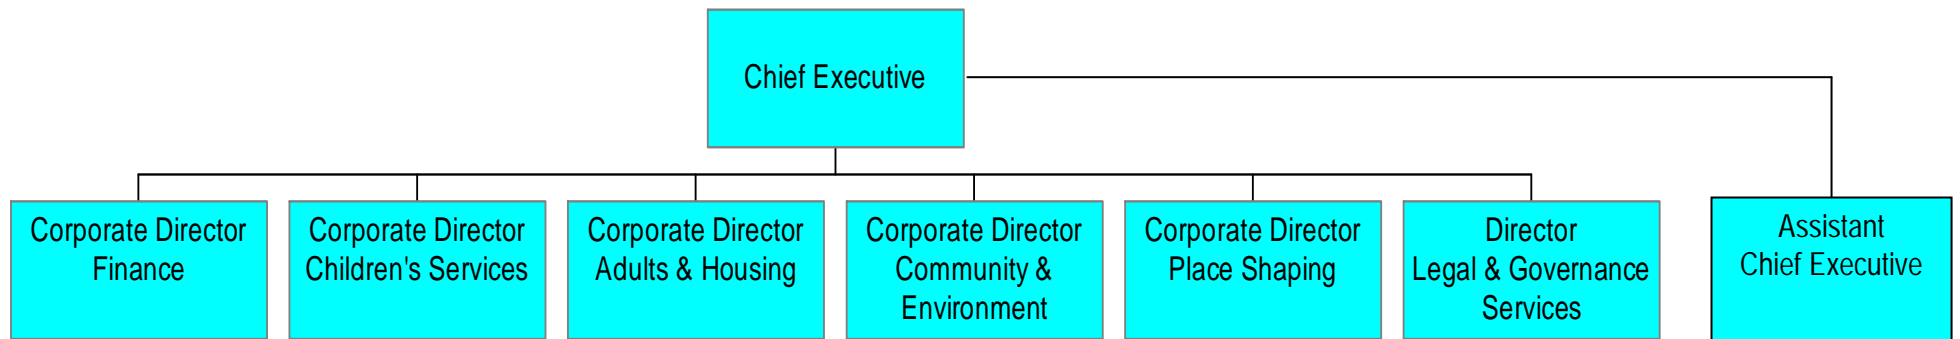 Chief Executive
Corporate Director
Finance
Corporate Director
Children's Services
Corporate Director
Adults & Housing
Corporate Director
Community &
Environment
Corporate Director
Place Shaping
Director
Legal & Governance
Services
Assistant
Chief Executive